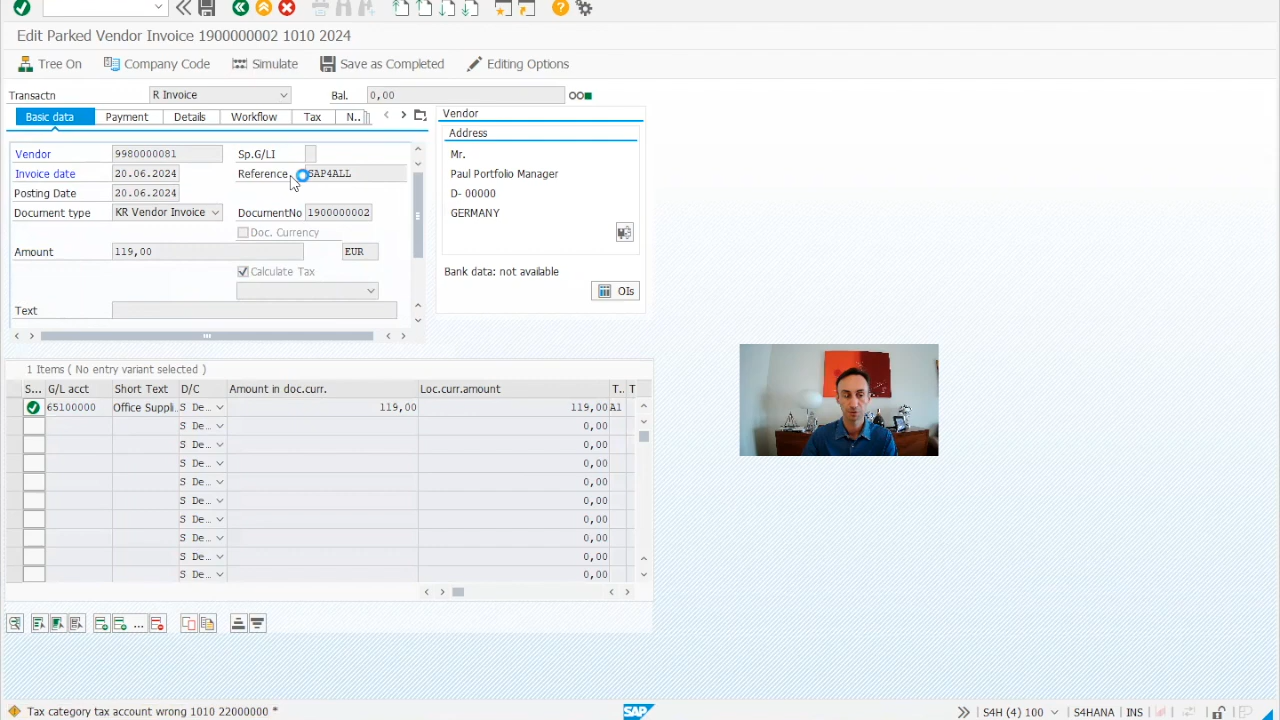 Edit Parked Vendor Invoice 1900000002 1010 2024
Tree On Company Code Simulate Save as Completed Editing Options
Transactn R Invoice Bal. 0,00
Basic data Payment Details Workflow Tax N..
Vendor 9980000081 Sp.G/LI
Invoice date 20.06.2024 Reference SAP4ALL
Posting Date 20.06.2024
Document type KR Vendor Invoice DocumentNo 1900000002
Doc. Currency
Amount 119,00 EUR
Calculate Tax
Text
Vendor
Address
Mr.
Paul Portfolio Manager
D- 00000
GERMANY
Bank data: not available
OIs
1 Items ( No entry variant selected )
S... G/L acct Short Text D/C Amount in doc.curr. Loc.curr.amount T.. T
65100000 Office Suppli.. S De... 119,00 119,00 A1
S De... 0,00
S De... 0,00
S De... 0,00
S De... 0,00
S De... 0,00
S De... 0,00
S De... 0,00
S De... 0,00
S De... 0,00
...
Tax category tax account wrong 1010 22000000 * SAP S4H (4) 100 S4HANA INS